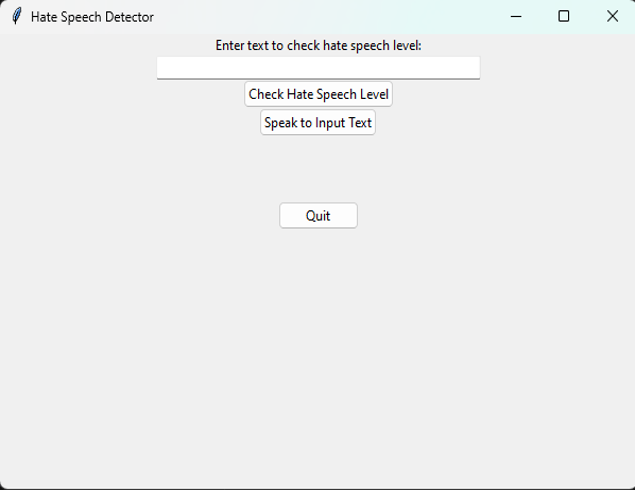 Hate Speech Detector
Enter text to check hate speech level:
Check Hate Speech Level
Speak to Input Text
Quit